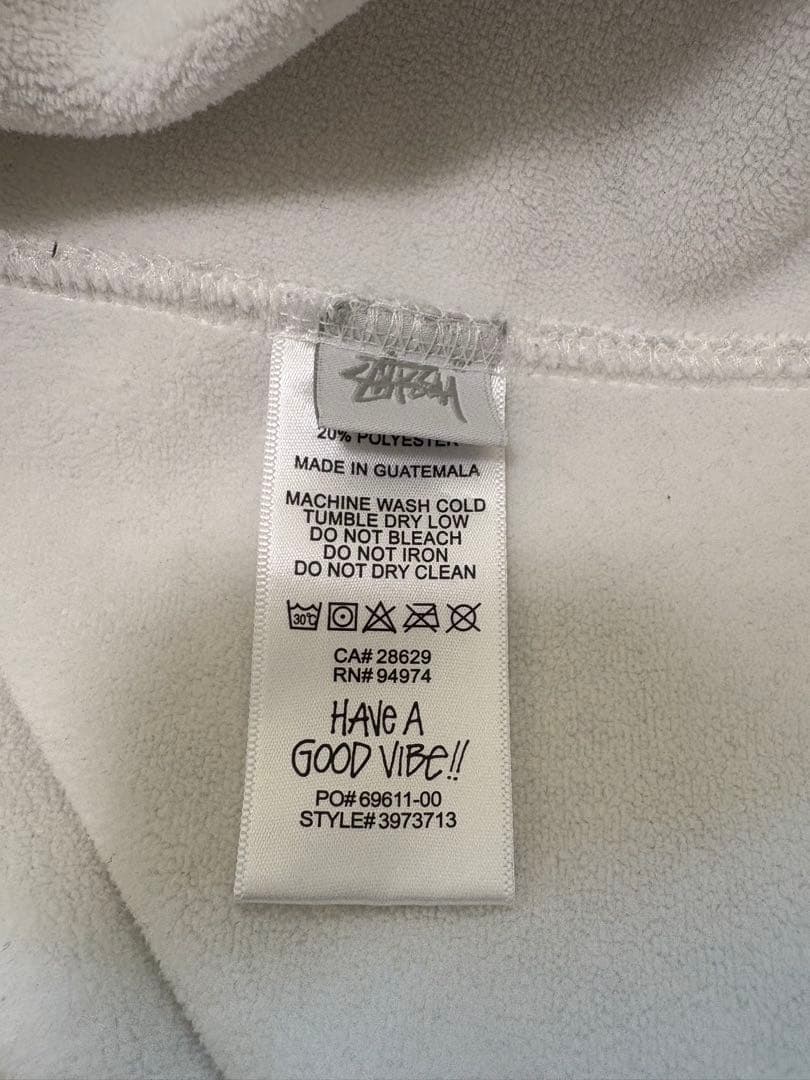 20% POLYESTER
MADE IN GUATEMALA
MACHINE WASH COLD
TUMBLE DRY LOW
DO NOT BLEACH
DO NOT IRON
DO NOT DRY CLEAN
30°C
CA# 28629
RN# 94974
HAVE A
GOOD VIBE!!
PO# 69611-00
STYLE# 3973713